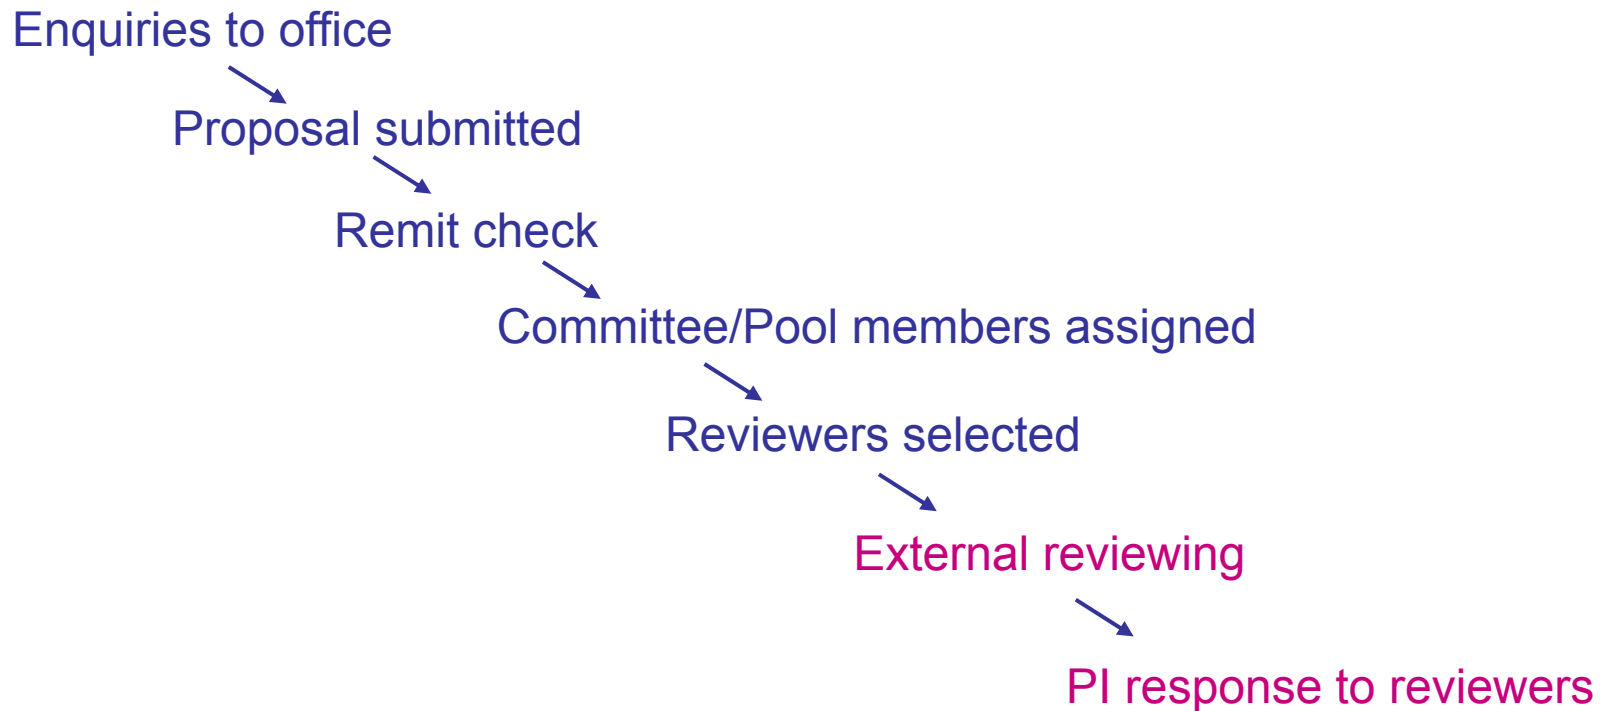 Enquiries to office
Proposal submitted
Remit check
Committee/Pool members assigned
Reviewers selected
External reviewing
PI response to reviewers